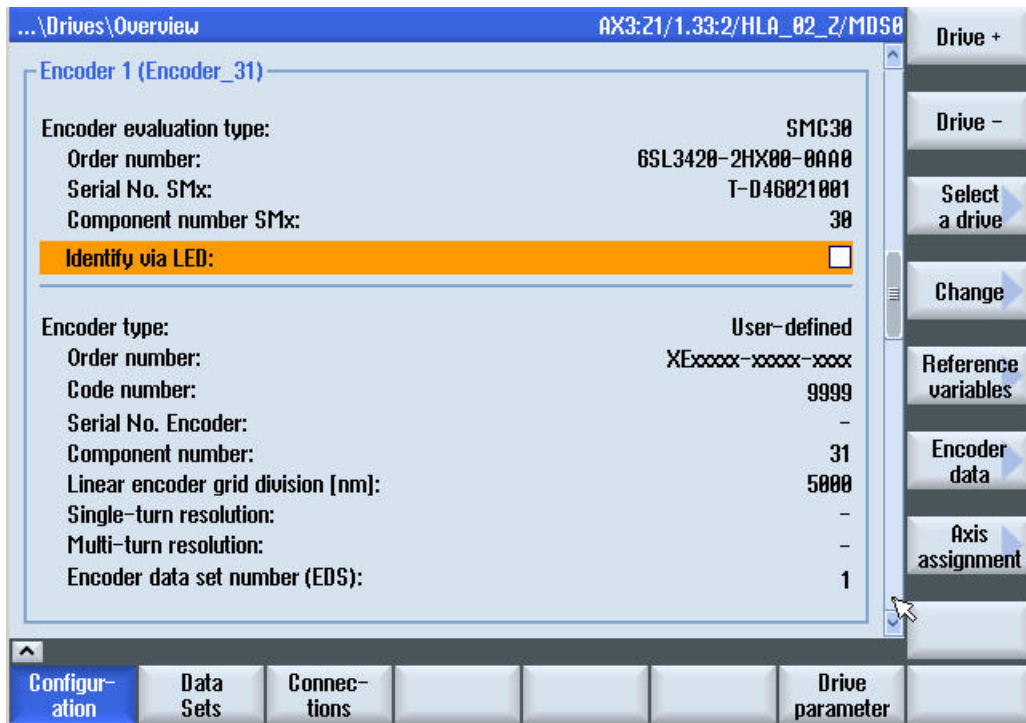 ...\Drives\Overview AX3:Z1/1.33:2/HLA_02_Z/MDS0
Drive +
Encoder 1 (Encoder_31)
Encoder evaluation type: SMC30
Drive -
Order number: 6SL3420-2HX00-0AA0
Serial No. SMx: T-D46021001
Component number SMx: 30
Select
a drive
Identify via LED:
Change
Encoder type: User-defined
Order number: XExxxxx-xxxxx-xxxx
Code number: 9999
Reference
variables
Serial No. Encoder: -
Component number: 31
Linear encoder grid division [nm]: 5000
Encoder
data
Single-turn resolution: -
Multi-turn resolution: -
Encoder data set number (EDS): 1
Axis
assignment
Configur-
ation
Data
Sets
Connec-
tions
Drive
parameter